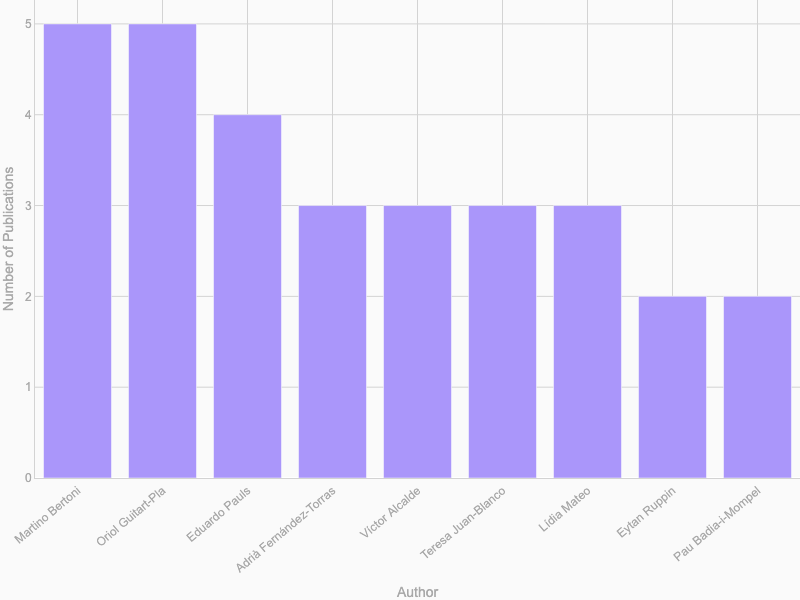 Number of Publications
5
4
3
2
1
0
Martino Bertoni
Oriol Guitart-Pla
Eduardo Pauls
Adrià Fernández-Torras
Víctor Alcalde
Teresa Juan-Blanco
Lídia Mateo
Eytan Ruppin
Pau Badia-i-Mompel
Author